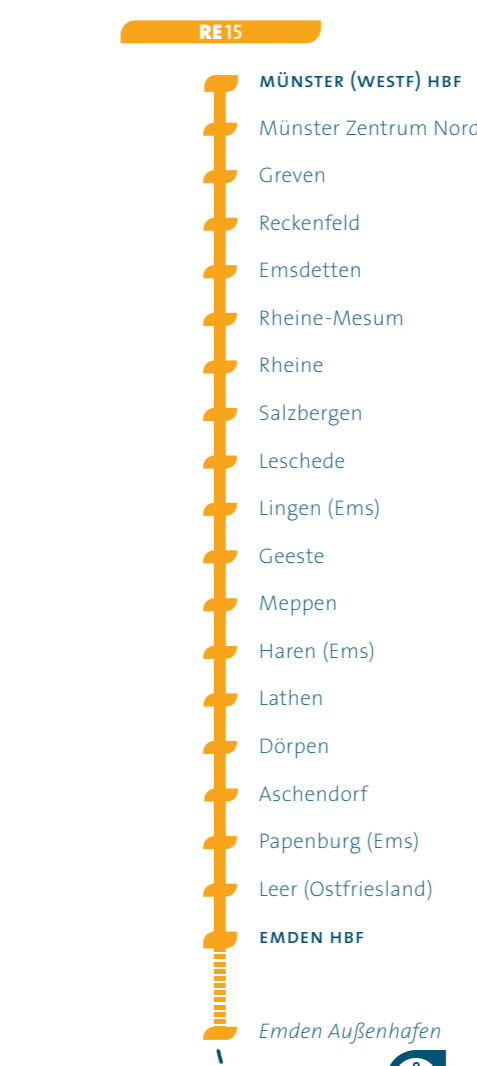 RE15
MÜNSTER (WESTF) HBF
Münster Zentrum Nord
Greven
Reckenfeld
Emsdetten
Rheine-Mesum
Rheine
Salzbergen
Leschede
Lingen (Ems)
Geeste
Meppen
Haren (Ems)
Lathen
Dörpen
Aschendorf
Papenburg (Ems)
Leer (Ostfriesland)
EMDEN HBF
Emden Außenhafen